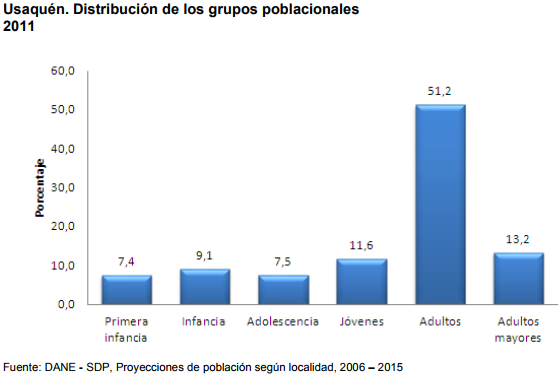 Usaquén. Distribución de los grupos poblacionales
2011
Porcentaje
60,0
50,0
40,0
30,0
20,0
10,0
0,0
7,4
9,1
7,5
11,6
51,2
13,2
Primera
infancia
Infancia
Adolescencia
Jóvenes
Adultos
Adultos
mayores
Fuente: DANE - SDP, Proyecciones de población según localidad, 2006 – 2015